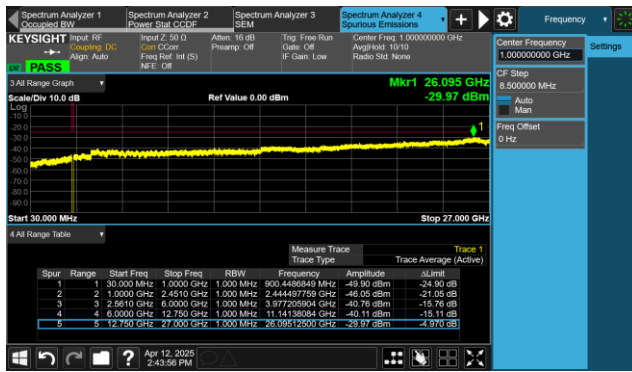 Spectrum Analyzer 1
Occupied BW
Spectrum Analyzer 2
Power Stat CCDF
Spectrum Analyzer 3
SEM
Spectrum Analyzer 4
Spurious Emissions
Frequency
KEYSIGHT
PASS
Input: RF
Coupling: DC
Align: Auto
Input Z: 50 Ω
Corr CCorr
Freq Ref: Int (S)
NFE: Off
Atten: 16 dB
Preamp: Off
Trig: Free Run
Gate: Off
IF Gain: Low
Center Freq: 1.000000000 GHz
Avg|Hold: 10/10
Radio Std: None
Center Frequency
1.000000000 GHz
Settings
CF Step
8.500000 MHz
Auto
Man
Freq Offset
0 Hz
3 All Range Graph
Mkr1 26.095 GHz
Scale/Div 10.0 dB
Ref Value 0.00 dBm
-29.97 dBm
Log
-10.0
-20.0
-30.0
-40.0
-50.0
-60.0
-70.0
-80.0
-90.0
1
Start 30.000 MHz
Stop 27.000 GHz
4 All Range Table
Measure Trace Trace 1
Trace Type Trace Average (Active)
Spur Range Start Freq Stop Freq RBW Frequency Amplitude ΔLimit
1 1 30.000 MHz 1.0000 GHz 1.000 MHz 900.4486849 MHz -49.90 dBm -24.90 dB
2 2 1.0000 GHz 2.4510 GHz 1.000 MHz 2.444497759 GHz -46.05 dBm -21.05 dB
3 3 2.5610 GHz 6.0000 GHz 1.000 MHz 3.977205904 GHz -40.76 dBm -15.76 dB
4 4 6.0000 GHz 12.750 GHz 1.000 MHz 11.14138084 GHz -40.11 dBm -15.11 dB
5 5 12.750 GHz 27.000 GHz 1.000 MHz 26.09512500 GHz -29.97 dBm -4.970 dB
Apr 12, 2025
2:43:56 PM